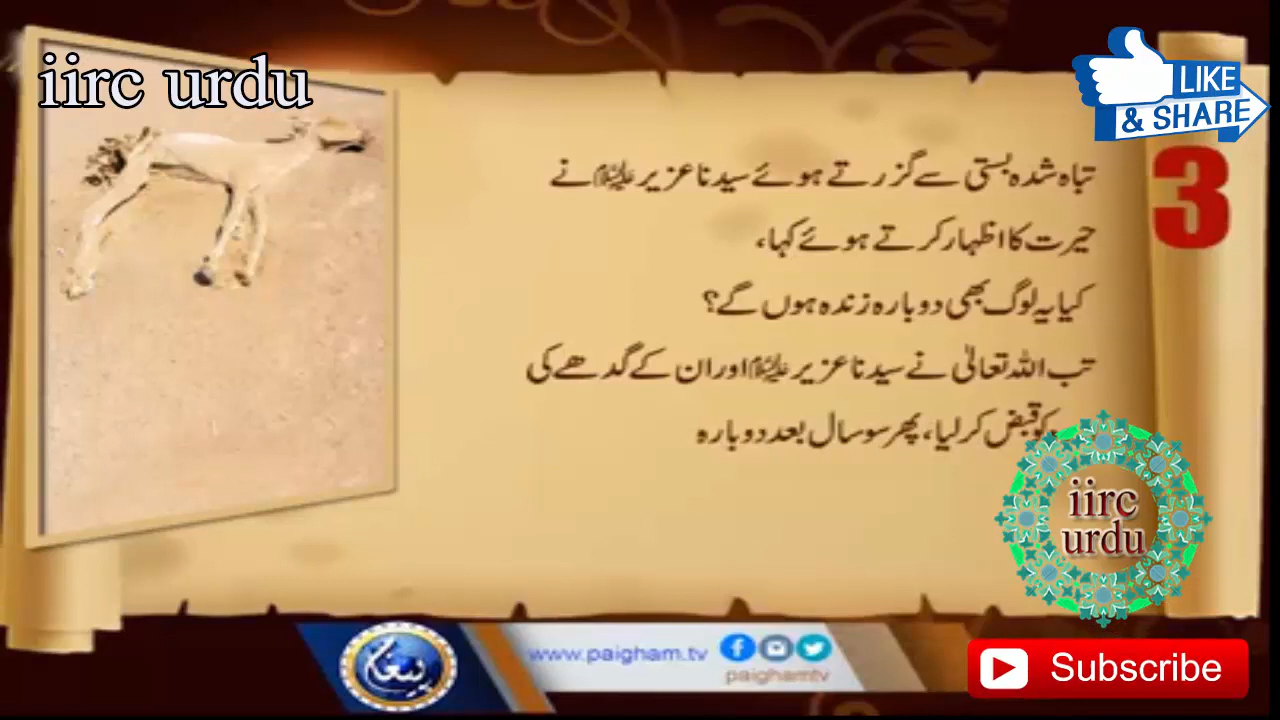 iirc urdu
LIKE
& SHARE
3
تباہ شدہ بستی سے گزرتے ہوئے سیدنا عزیر علیہ السلام نے
حیرت کا اظہار کرتے ہوئے کہا،
کیا یہ لوگ بھی دوبارہ زندہ ہوں گے؟
تب اللہ تعالیٰ نے سیدنا عزیر علیہ السلام اور ان کے گدھے کی
کو قبض کر لیا، پھر سو سال بعد دوبارہ
iirc
urdu
پیغام
www.paigham.tv
paighamtv
Subscribe